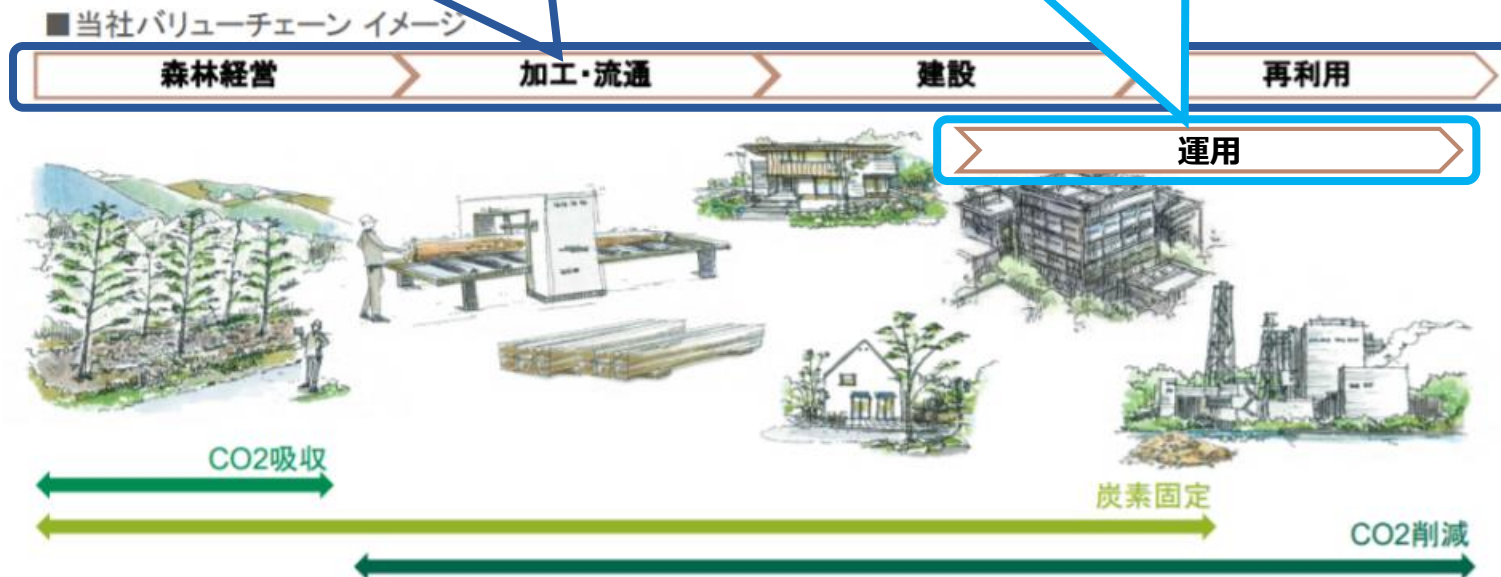 ■当社バリューチェーン イメージ
森林経営
加工・流通
建設
再利用
運用
CO2吸収
炭素固定
CO2削減